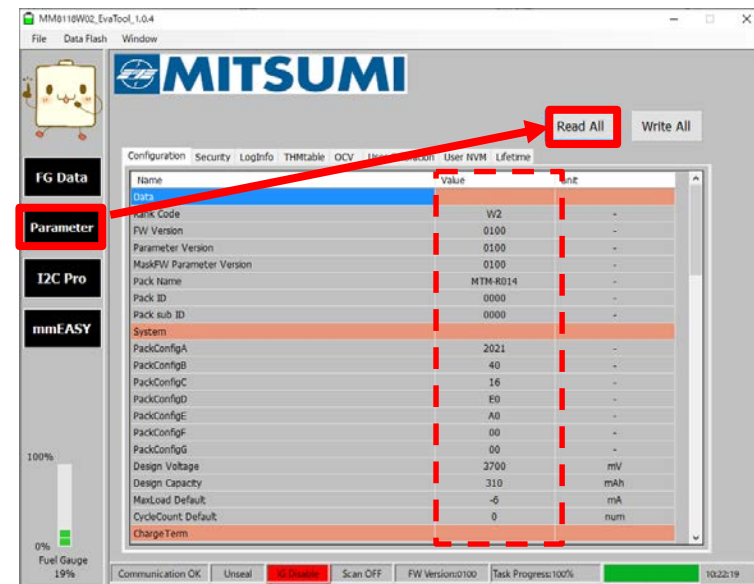 MM8118W02_EvaTool_1.0.4
File Data Flash Window
MITSUMI
Read All Write All
Configuration Security LogInfo THMtable OCV User NVM Lifetime
FG Data
Parameter
I2C Pro
mmEASY
Name Value unit
Data
Rank Code W2 -
FW Version 0100 -
Parameter Version 0100 -
MaskFW Parameter Version 0100 -
Pack Name MTM-R014 -
Pack ID 0000 -
Pack sub ID 0000 -
System
PackConfigA 2021 -
PackConfigB 40 -
PackConfigC 16 -
PackConfigD E0 -
PackConfigE A0 -
PackConfigF 00 -
PackConfigG 00 -
Design Voltage 3700 mV
Design Capacity 310 mAh
MaxLoad Default -6 mA
CycleCount Default 0 num
ChargeTerm
100%
0%
Fuel Gauge
19%
Communication OK Unseal IG Disable Scan OFF FW Version:0100 Task Progress:100% 10:22:19